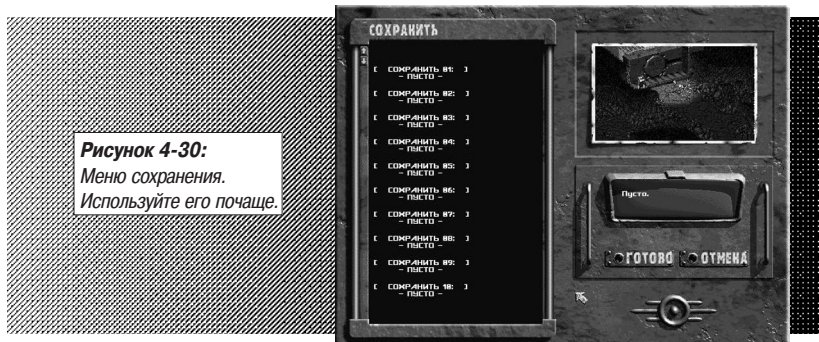 Рисунок 4-30:
Меню сохранения.
Используйте его почаще.
СОХРАНИТЬ
[ СОХРАНИТЬ 01: ]
- ПУСТО -
[ СОХРАНИТЬ 02: ]
- ПУСТО -
[ СОХРАНИТЬ 03: ]
- ПУСТО -
[ СОХРАНИТЬ 04: ]
- ПУСТО -
[ СОХРАНИТЬ 05: ]
- ПУСТО -
[ СОХРАНИТЬ 06: ]
- ПУСТО -
[ СОХРАНИТЬ 07: ]
- ПУСТО -
[ СОХРАНИТЬ 08: ]
- ПУСТО -
[ СОХРАНИТЬ 09: ]
- ПУСТО -
[ СОХРАНИТЬ 10: ]
- ПУСТО -
Пусто.
ГОТОВО ОТМЕНА